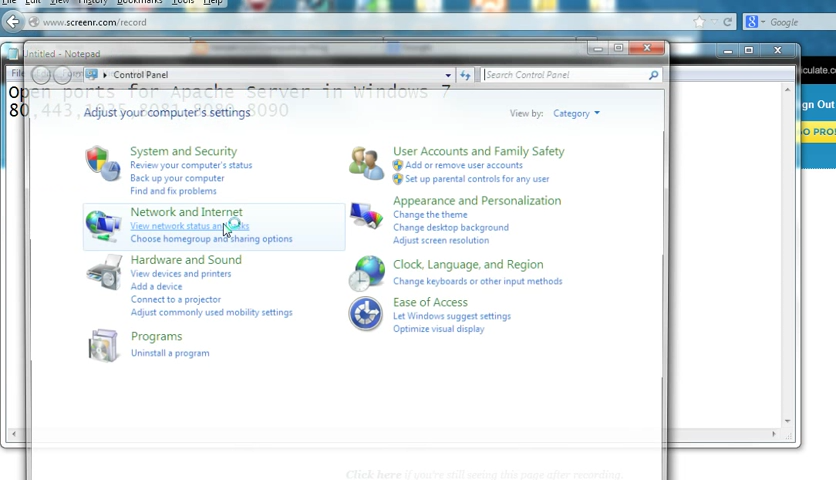 File Edit View History Bookmarks Tools Help
www.screenr.com/record
Google
Untitled - Notepad
Control Panel
Search Control Panel
Open ports for Apache Server in Windows 7
Adjust your computer's settings
View by: Category
Sign Out
System and Security
Review your computer's status
Back up your computer
Find and fix problems
Network and Internet
View network status and tasks
Choose homegroup and sharing options
Hardware and Sound
View devices and printers
Add a device
Connect to a projector
Adjust commonly used mobility settings
Programs
Uninstall a program
User Accounts and Family Safety
Add or remove user accounts
Set up parental controls for any user
Appearance and Personalization
Change the theme
Change desktop background
Adjust screen resolution
Clock, Language, and Region
Change keyboards or other input methods
Ease of Access
Let Windows suggest settings
Optimize visual display
Click here if you're still seeing this page after recording.